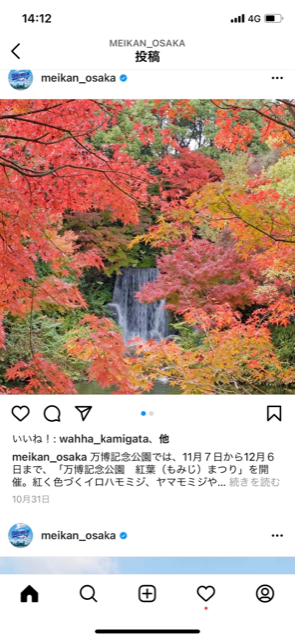 14:12
4G
MEIKAN_OSAKA
投稿
meikan_osaka
いいね！: wahha_kamigata、他
meikan_osaka 万博記念公園では、11月７日から12月６
日まで、「万博記念公園　紅葉（もみじ）まつり」を開
催。紅く色づくイロハモミジ、ヤマモミジや... 続きを読む
10月31日
meikan_osaka